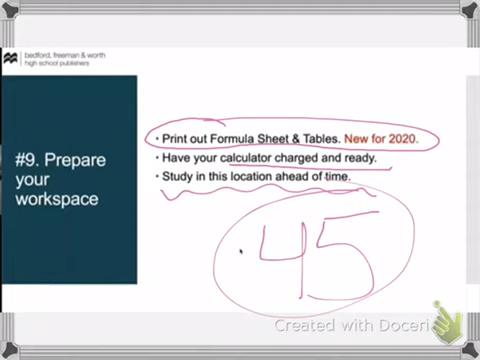 bedford, freeman & worth
high school publishers
#9. Prepare
your
workspace
• Print out Formula Sheet & Tables. New for 2020.
• Have your calculator charged and ready.
• Study in this location ahead of time.
45
Created with Doceri